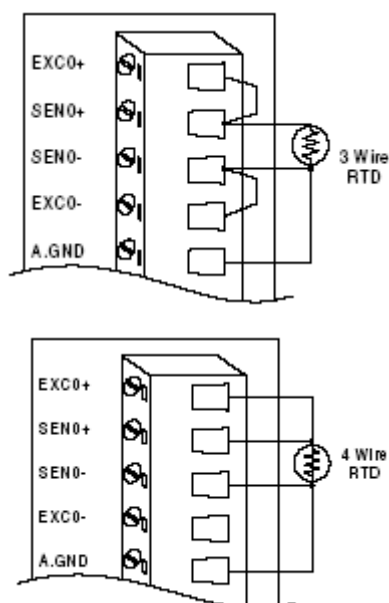 EXC0+
SEN0+
SEN0-
EXC0-
A.GND
3 Wire
RTD
EXC0+
SEN0+
SEN0-
EXC0-
A.GND
4 Wire
RTD